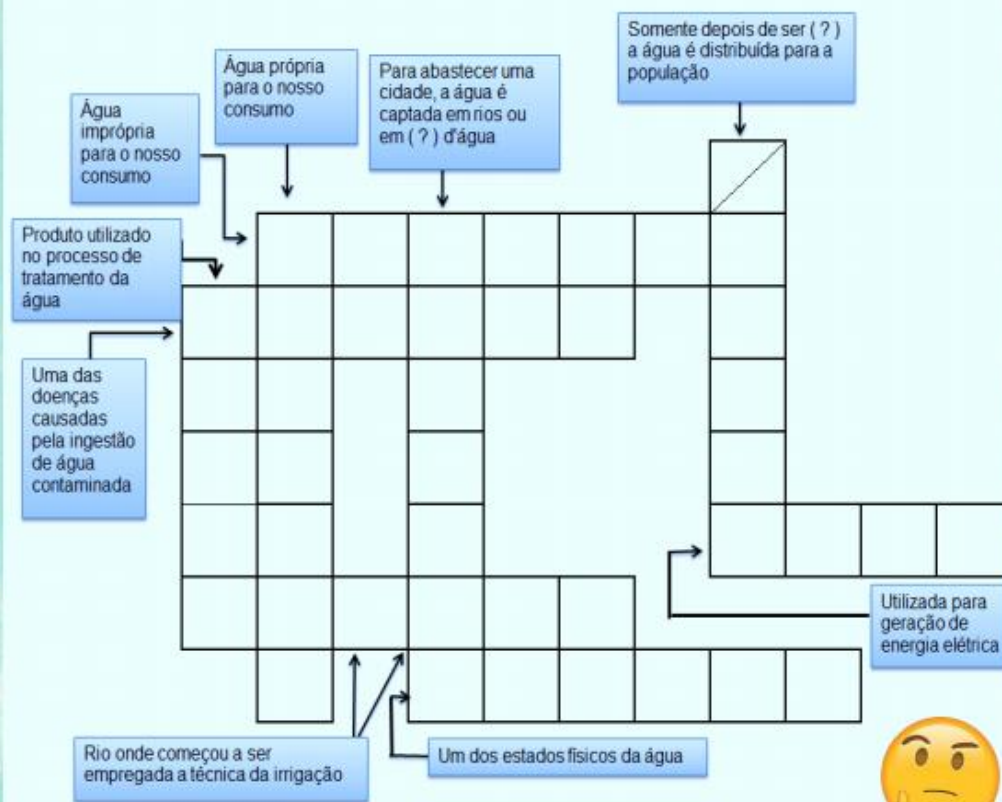 Somente depois de ser ( ? )
a água é distribuída para a
população
Água própria
para o nosso
consumo
Para abastecer uma
cidade, a água é
captada em rios ou
em ( ? ) d'água
Água
imprópria
para o nosso
consumo
Produto utilizado
no processo de
tratamento da
água
Uma das
doenças
causadas
pela ingestão
de água
contaminada
Utilizada para
geração de
energia elétrica
Rio onde começou a ser
empregada a técnica da irrigação
Um dos estados físicos da água